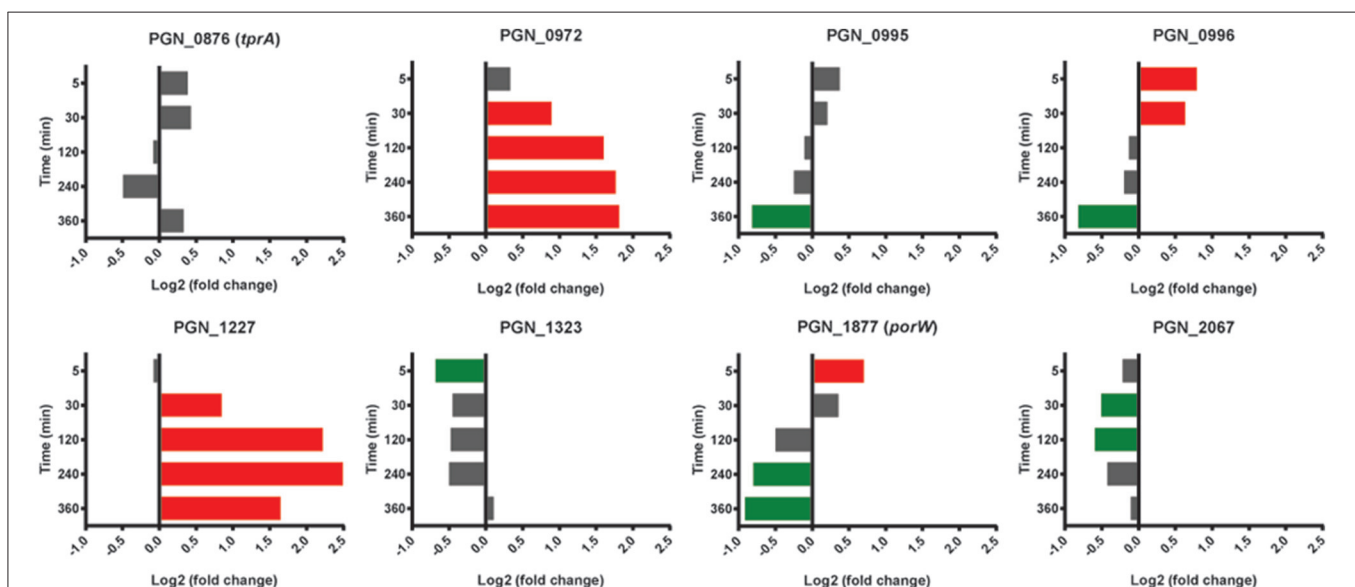 PGN_0876 (tprA)
Time (min)
5
30
120
240
360
-1.0 -0.5 0.0 0.5 1.0 1.5 2.0 2.5
Log2 (fold change)
PGN_0972
Time (min)
5
30
120
240
360
-1.0 -0.5 0.0 0.5 1.0 1.5 2.0 2.5
Log2 (fold change)
PGN_0995
Time (min)
5
30
120
240
360
-1.0 -0.5 0.0 0.5 1.0 1.5 2.0 2.5
Log2 (fold change)
PGN_0996
Time (min)
5
30
120
240
360
-1.0 -0.5 0.0 0.5 1.0 1.5 2.0 2.5
Log2 (fold change)
PGN_1227
Time (min)
5
30
120
240
360
-1.0 -0.5 0.0 0.5 1.0 1.5 2.0 2.5
Log2 (fold change)
PGN_1323
Time (min)
5
30
120
240
360
-1.0 -0.5 0.0 0.5 1.0 1.5 2.0 2.5
Log2 (fold change)
PGN_1877 (porW)
Time (min)
5
30
120
240
360
-1.0 -0.5 0.0 0.5 1.0 1.5 2.0 2.5
Log2 (fold change)
PGN_2067
Time (min)
5
30
120
240
360
-1.0 -0.5 0.0 0.5 1.0 1.5 2.0 2.5
Log2 (fold change)